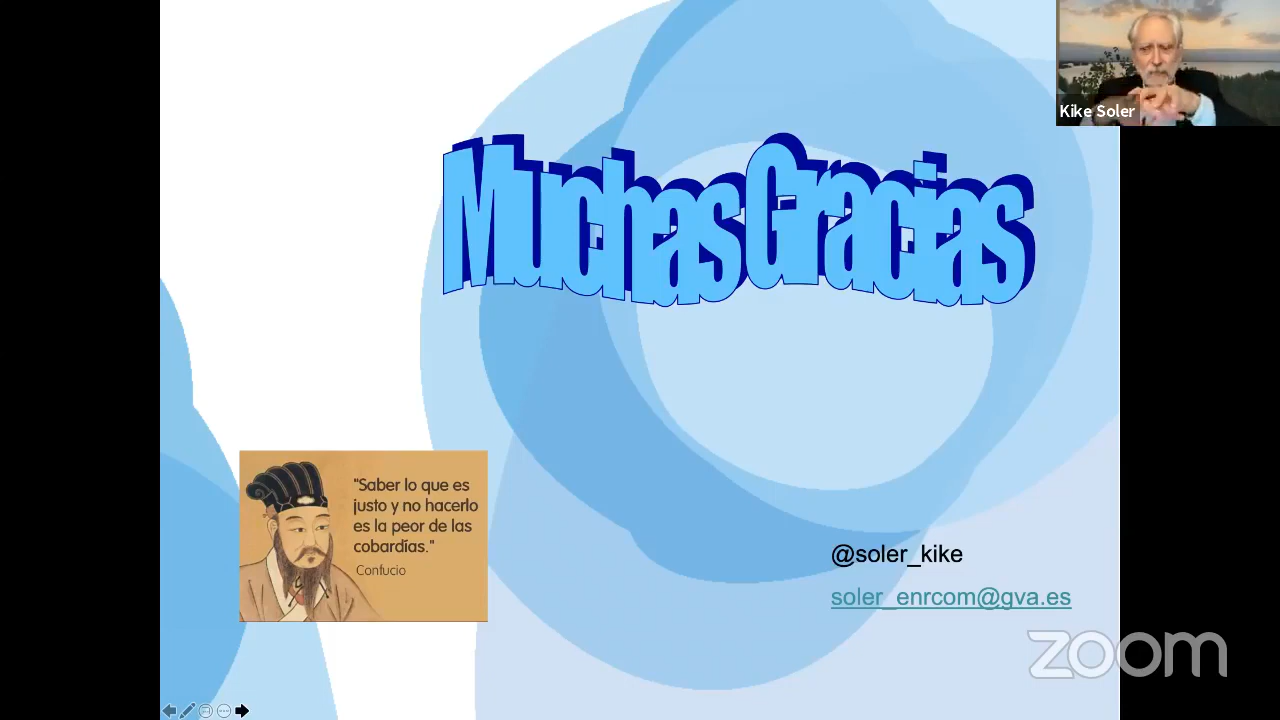 Kike Soler
Muchas Gracias
"Saber lo que es
justo y no hacerlo
es la peor de las
cobardías."
Confucio
@soler_kike
soler_enrcom@gva.es
zoom